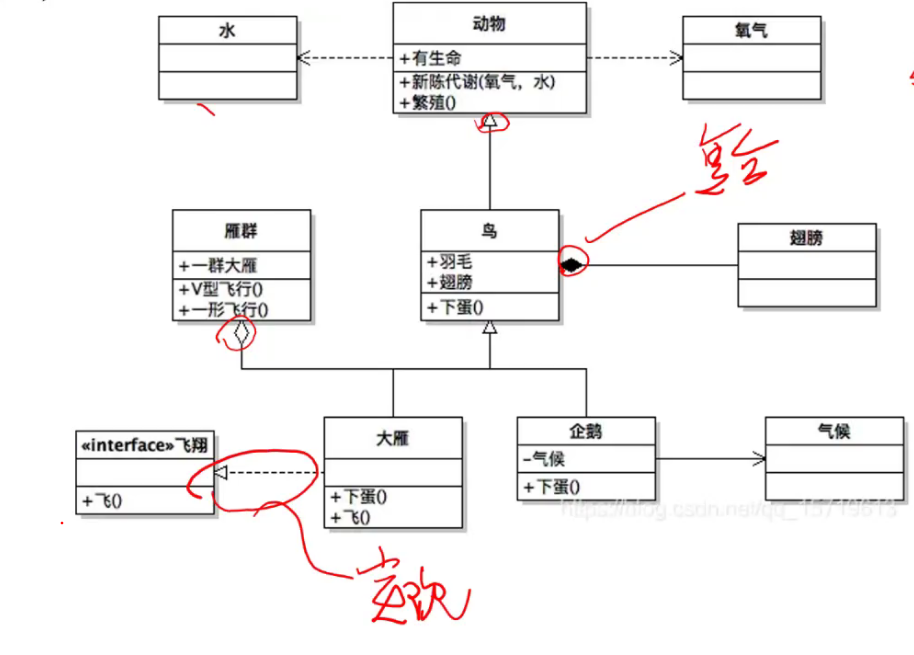 水
动物
+有生命
+新陈代谢(氧气，水)
+繁殖()
氧气
复合
雁群
+一群大雁
+V型飞行()
+一形飞行()
鸟
+羽毛
+翅膀
+下蛋()
翅膀
«interface»飞翔
+飞()
大雁
+下蛋()
+飞()
企鹅
-气候
+下蛋()
气候
https://blog.csdn.net/qq_15719613
实现